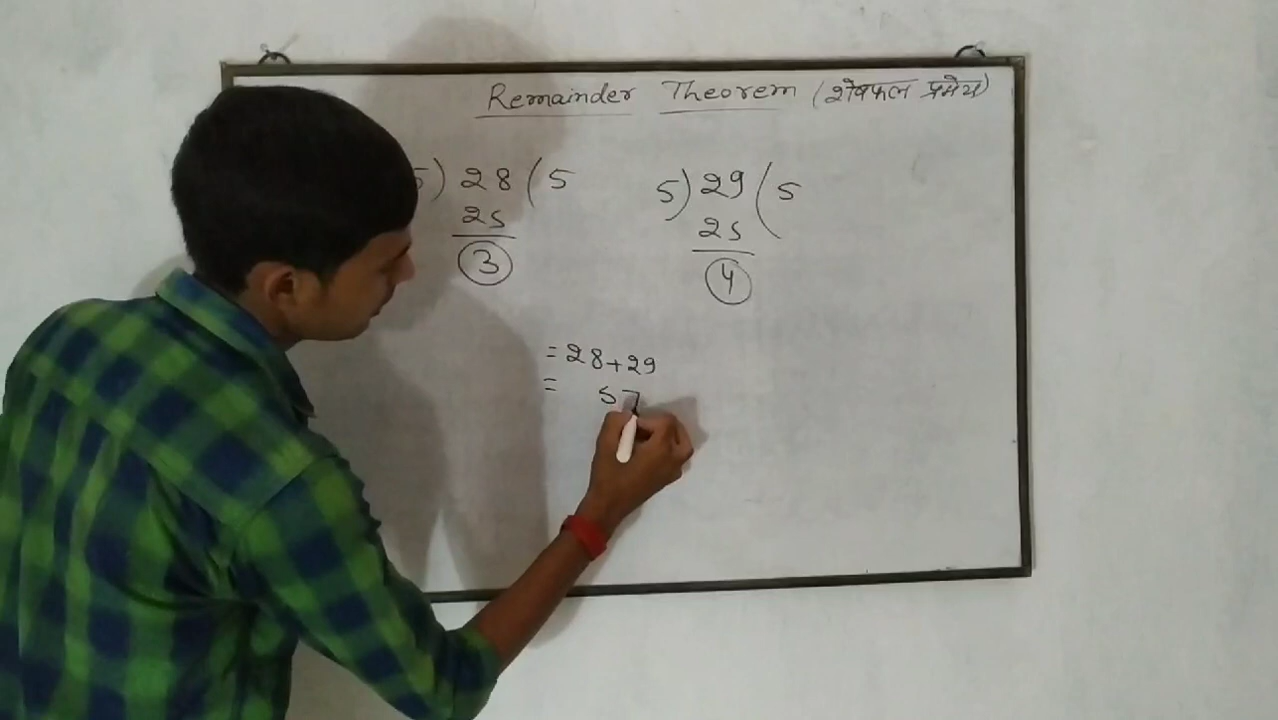 Remainder Theorem (शेषफल प्रमेय)
5) 28 ( 5
25
3
5) 29 ( 5
25
4
= 28 + 29
= 57